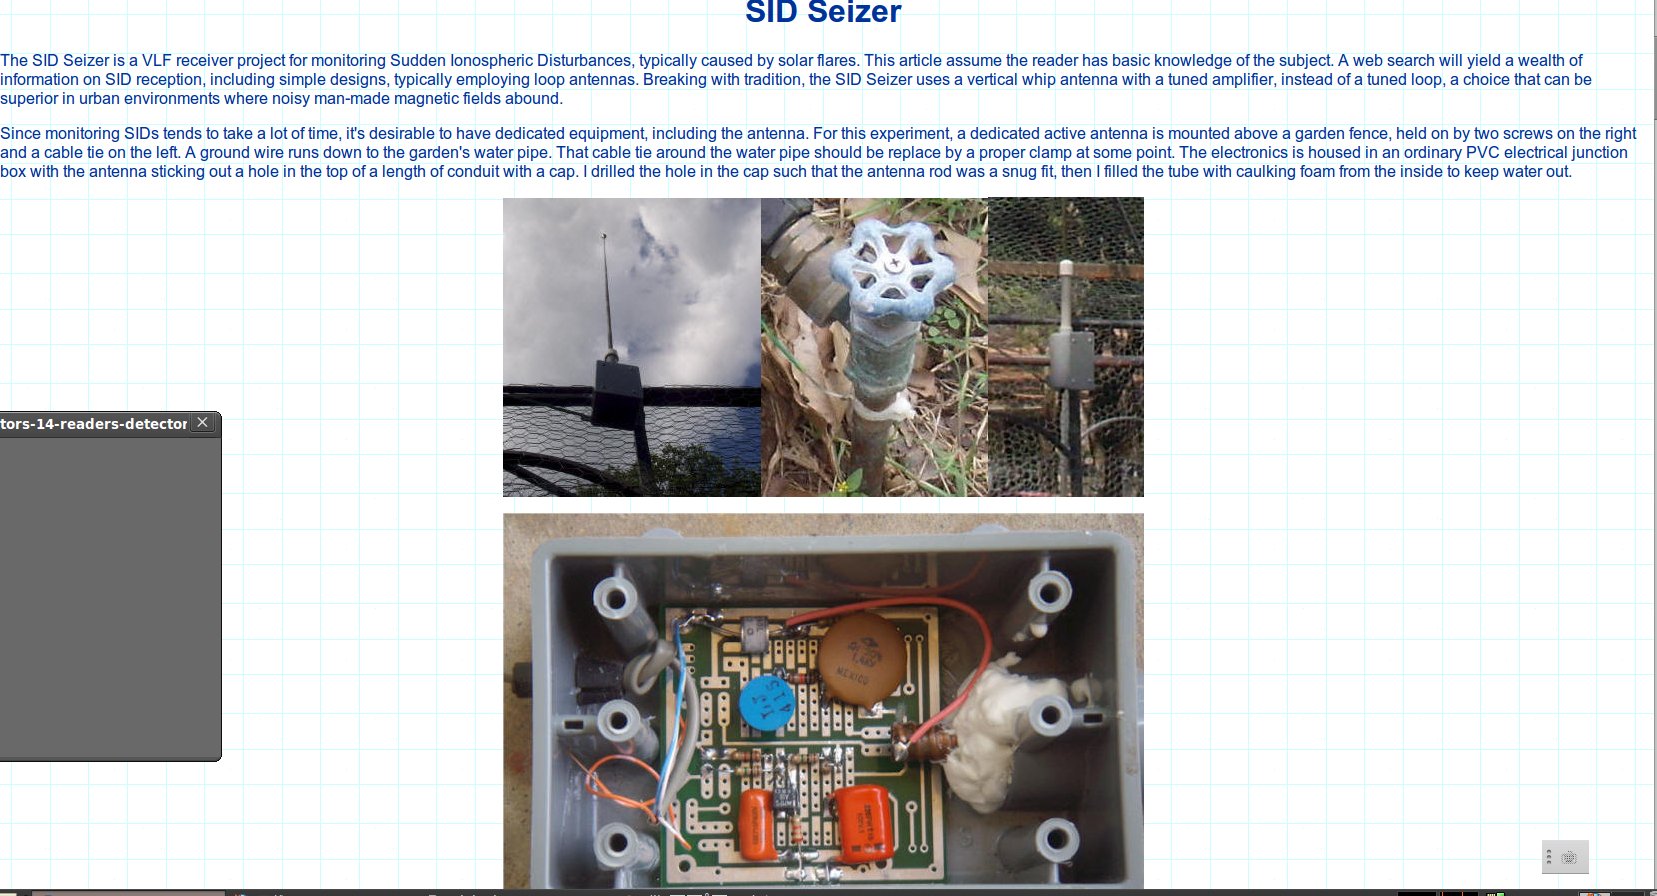 SID Seizer
The SID Seizer is a VLF receiver project for monitoring Sudden Ionospheric Disturbances, typically caused by solar flares. This article assume the reader has basic knowledge of the subject. A web search will yield a wealth of
information on SID reception, including simple designs, typically employing loop antennas. Breaking with tradition, the SID Seizer uses a vertical whip antenna with a tuned amplifier, instead of a tuned loop, a choice that can be
superior in urban environments where noisy man-made magnetic fields abound.
Since monitoring SIDs tends to take a lot of time, it's desirable to have dedicated equipment, including the antenna. For this experiment, a dedicated active antenna is mounted above a garden fence, held on by two screws on the right
and a cable tie on the left. A ground wire runs down to the garden's water pipe. That cable tie around the water pipe should be replace by a proper clamp at some point. The electronics is housed in an ordinary PVC electrical junction
box with the antenna sticking out a hole in the top of a length of conduit with a cap. I drilled the hole in the cap such that the antenna rod was a snug fit, then I filled the tube with caulking foam from the inside to keep water out.
tors-14-readers-detector
MEXICO